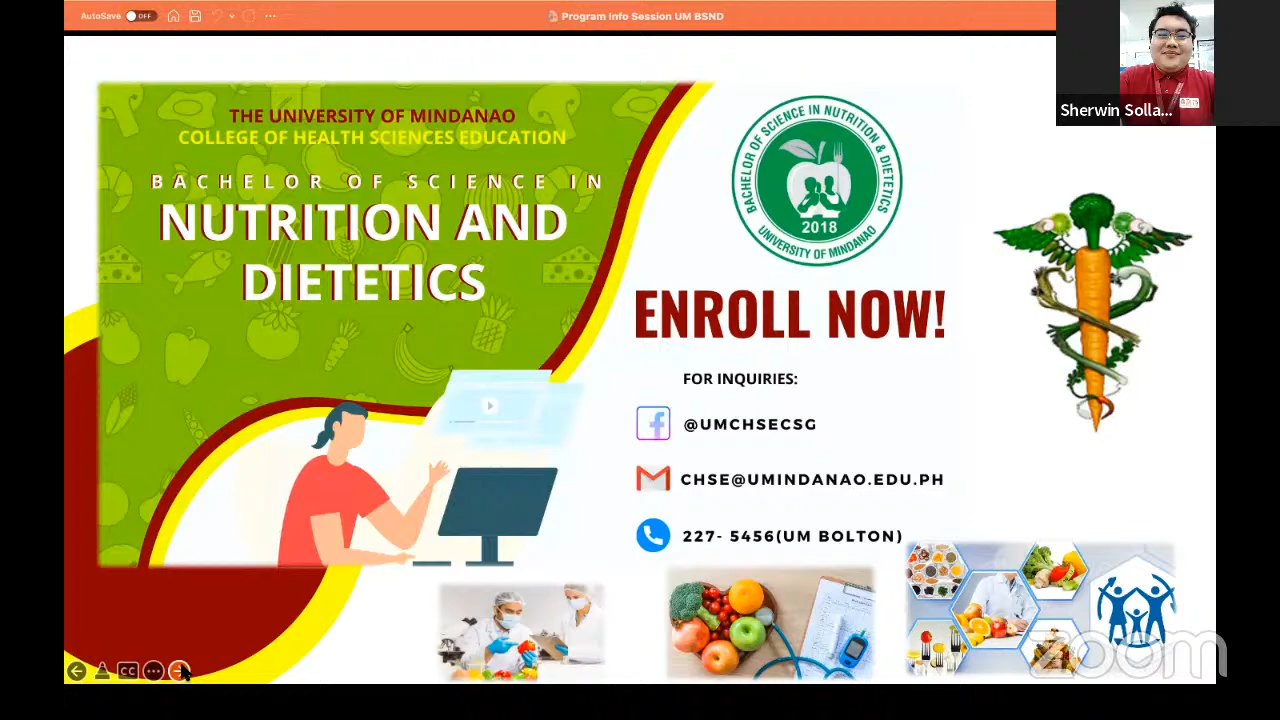 AutoSave OFF
Program Info Session UM BSND
Sherwin Solla...
THE UNIVERSITY OF MINDANAO
COLLEGE OF HEALTH SCIENCES EDUCATION
BACHELOR OF SCIENCE IN
NUTRITION AND
DIETETICS
BACHELOR OF SCIENCE IN NUTRITION & DIETETICS
2018
UNIVERSITY OF MINDANAO
ENROLL NOW!
FOR INQUIRIES:
@UMCHSECSG
CHSE@UMINDANAO.EDU.PH
227- 5456(UM BOLTON)
CC
zoom